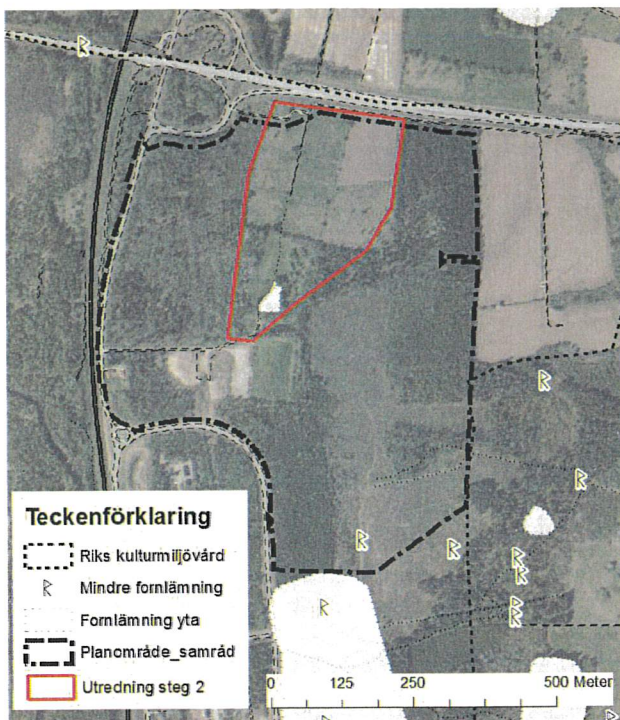 R
R
R
R
R
R
R
R
R
R
Teckenförklaring
Riks kulturmiljövård
R Mindre fornlämning
Fornlämning yta
Planområde_samråd
Utredning steg 2
0 125 250 500 Meter